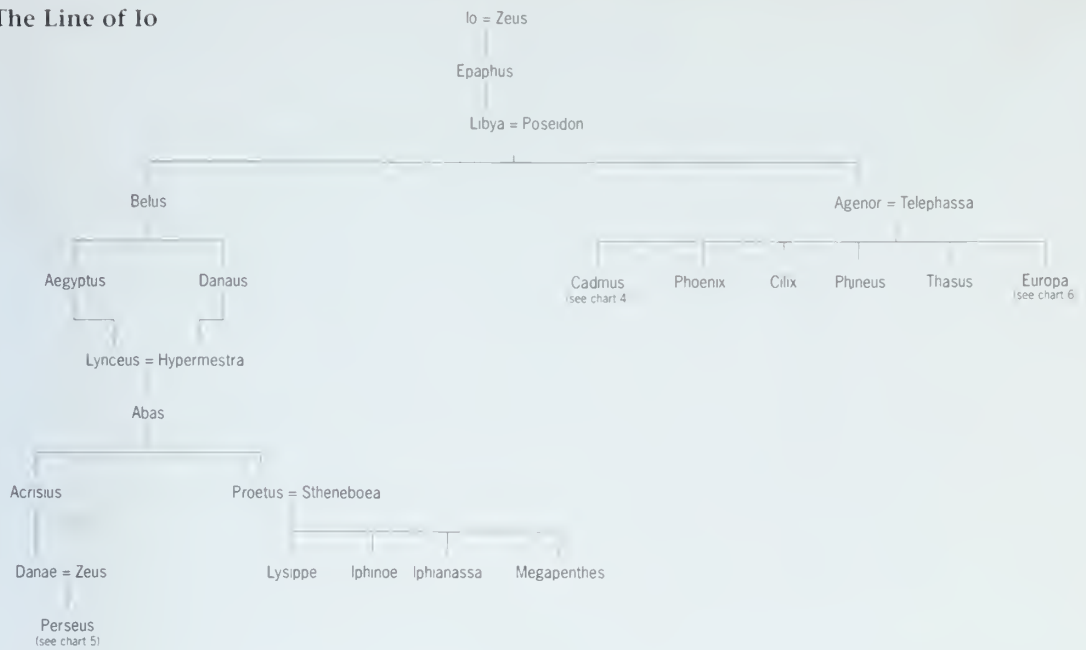 The Line of Io
Io = Zeus
Epaphus
Libya = Poseidon
Belus
Agenor = Telephassa
Aegyptus
Danaus
Cadmus
(see chart 4
Phoenix
Cilix
Phineus
Thasus
Europa
(see chart 6
Lynceus = Hypermestra
Abas
Acrisius
Proetus = Stheneboea
Danae = Zeus
Lysippe
Iphinoe
Iphianassa
Megapenthes
Perseus
(see chart 5)